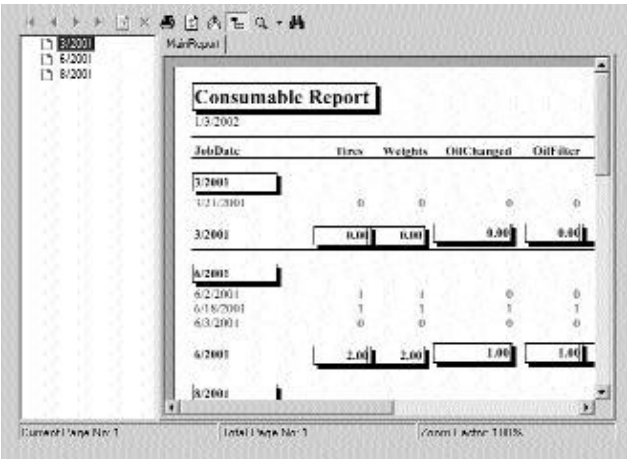 3/2001
6/2001
8/2001
MainReport
Consumable Report
1/3/2002
JobDate Tires Weights OilChanged OilFilter
3/2001
3/21/2001 0 0 0 0
3/2001 0.00 0.00 0.00 0.00
6/2001
6/2/2001 1 1 0 0
6/18/2001 1 1 1 1
6/3/2001 0 0 0 0
6/2001 2.00 2.00 1.00 1.00
8/2001
Current Page No: 1 Total Page No: 1 Zoom Factor: 100%